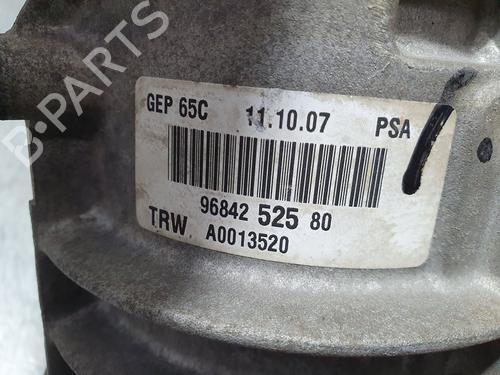 B-PARTS
GEP 65C 11.10.07 PSA
96842 525 80
TRW A0013520